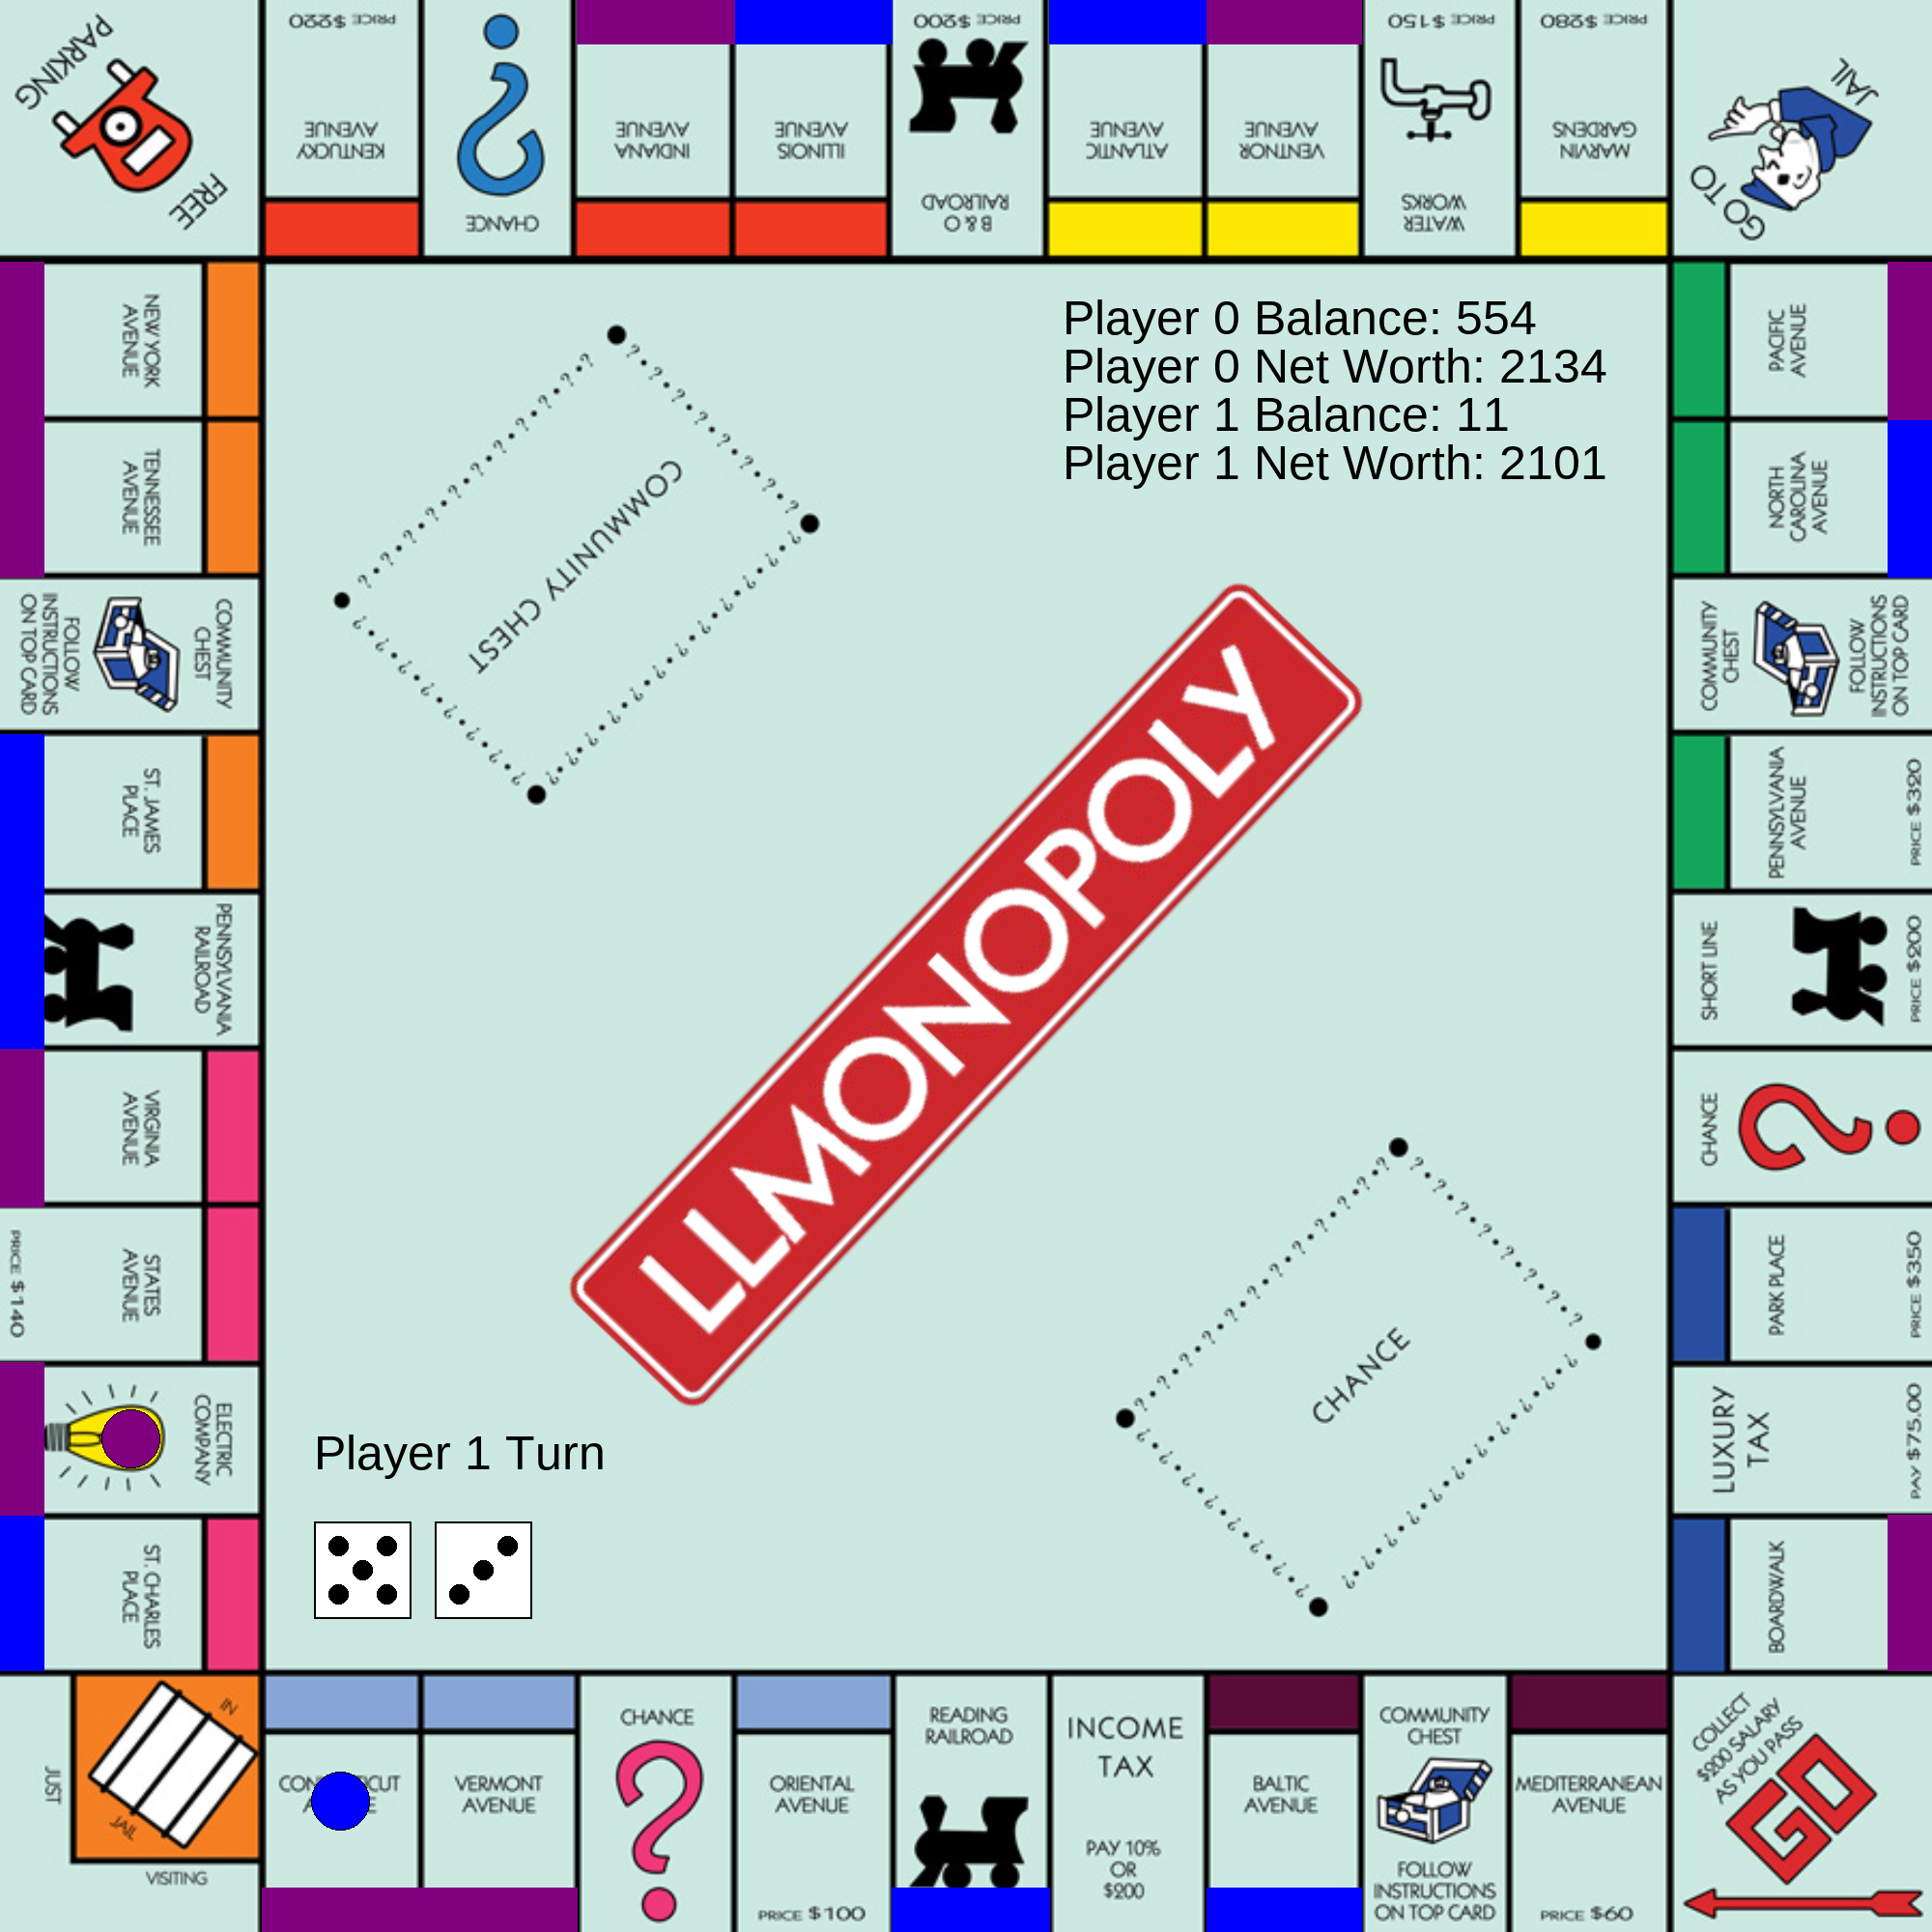 PRICE $220
KENTUCKY
AVENUE
CHANCE
INDIANA
AVENUE
ILLINOIS
AVENUE
PRICE $200
B & O
RAILROAD
ATLANTIC
AVENUE
VENTNOR
AVENUE
PRICE $150
WATER
WORKS
PRICE $280
MARVIN
GARDENS
GO TO
JAIL
FREE
PARKING
NEW YORK
AVENUE
TENNESSEE
AVENUE
COMMUNITY
CHEST
FOLLOW
INSTRUCTIONS
ON TOP CARD
ST. JAMES
PLACE
PENNSYLVANIA
RAILROAD
VIRGINIA
AVENUE
STATES
AVENUE
PRICE $140
ELECTRIC
COMPANY
ST. CHARLES
PLACE
Player 0 Balance: 554
Player 0 Net Worth: 2134
Player 1 Balance: 11
Player 1 Net Worth: 2101
COMMUNITY CHEST
LLMONOPOLY
CHANCE
Player 1 Turn
PACIFIC
AVENUE
NORTH
CAROLINA
AVENUE
COMMUNITY
CHEST
FOLLOW
INSTRUCTIONS
ON TOP CARD
PENNSYLVANIA
AVENUE
PRICE $320
SHORT LINE
PRICE $200
CHANCE
PARK PLACE
PRICE $350
LUXURY
TAX
PAY $75.00
BOARDWALK
JUST
VISITING
IN
JAIL
VERMONT
AVENUE
CHANCE
ORIENTAL
AVENUE
PRICE $100
READING
RAILROAD
INCOME
TAX
PAY 10%
OR
$200
BALTIC
AVENUE
COMMUNITY
CHEST
FOLLOW
INSTRUCTIONS
ON TOP CARD
MEDITERRANEAN
AVENUE
PRICE $60
COLLECT
$200 SALARY
AS YOU PASS
GO